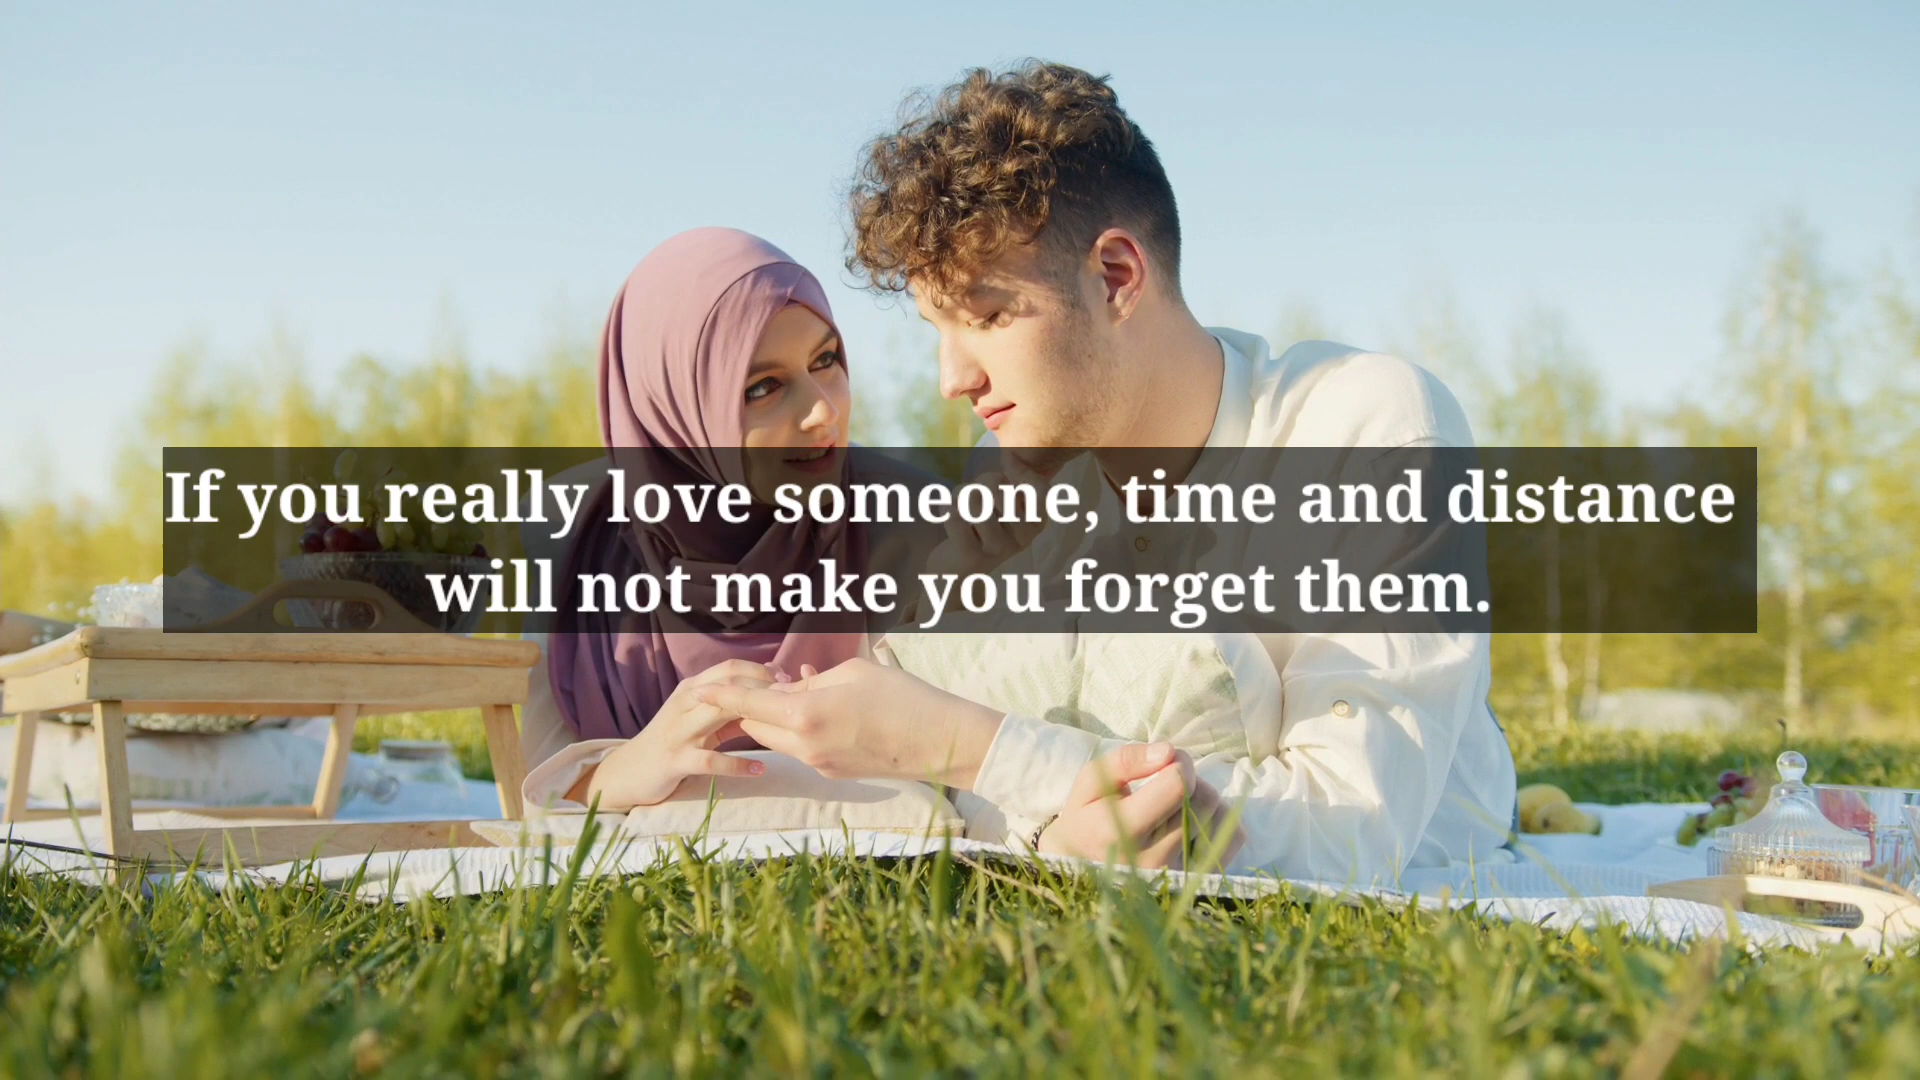 If you really love someone, time and distance
will not make you forget them.